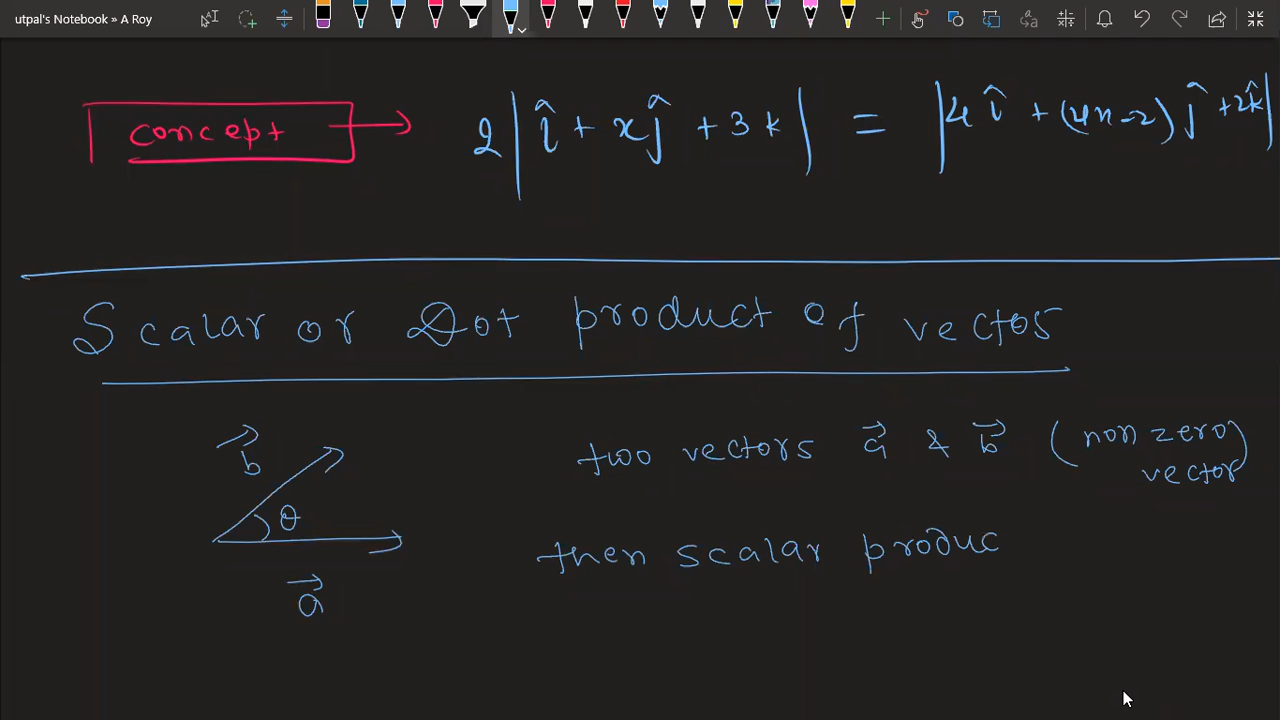 utpal's Notebook » A Roy
concept → 2|î + xĵ + 3k| = |4î + (4n-2)ĵ + 2k̂|
Scalar or Dot product of vectos
b⃗
two vectors a⃗ & b⃗ (non zero)
vector
θ
then scalar produc
a⃗